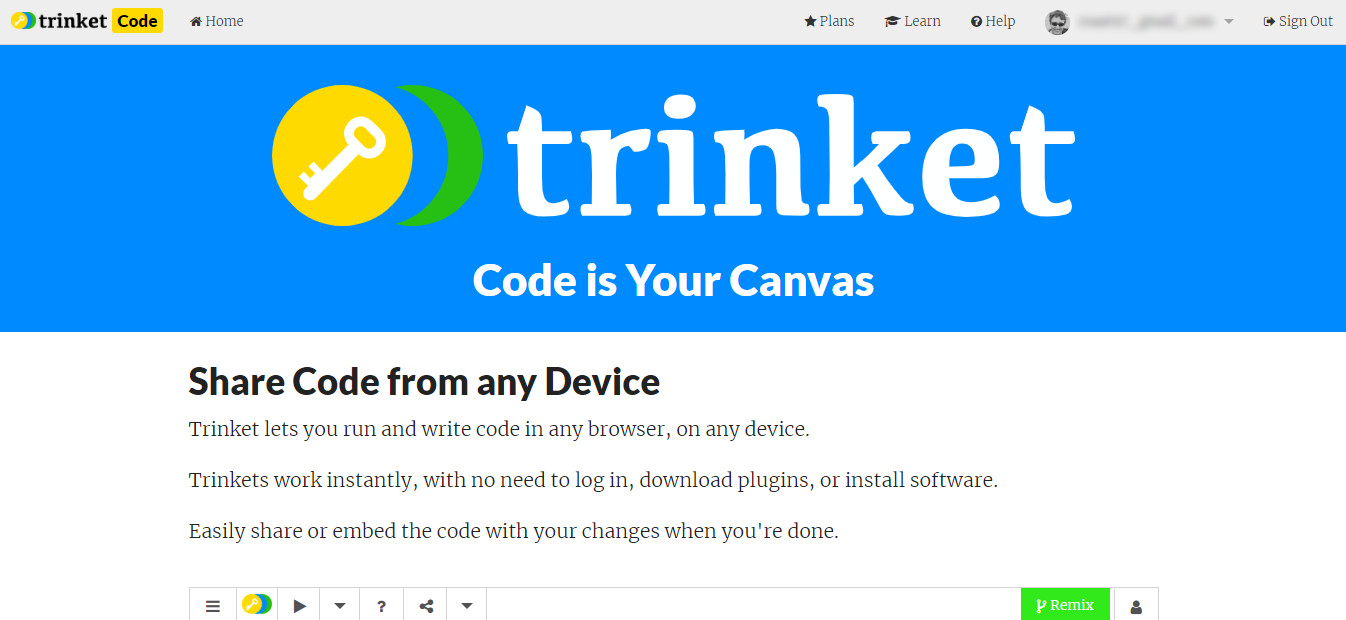 trinket Code Home Plans Learn Help Sign Out
trinket
Code is Your Canvas
Share Code from any Device
Trinket lets you run and write code in any browser, on any device.
Trinkets work instantly, with no need to log in, download plugins, or install software.
Easily share or embed the code with your changes when you're done.
? Remix